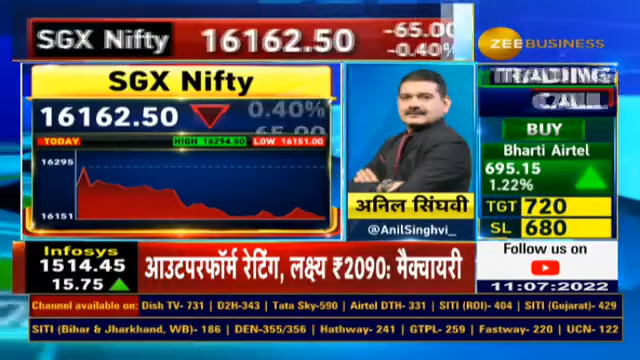 SGX Nifty
16162.50
-65.00
-0.40%
ZEE BUSINESS
SGX Nifty
16162.50
0.40%
65.00
TODAY
HIGH 16294.50
LOW 16151.00
16295
16151
अनिल सिंघवी
@AnilSinghvi_
TRADING
CALL
BUY
Bharti Airtel
695.15
1.22%
TGT 720
SL 680
Infosys
1514.45
15.75
आउटपरफॉर्म रेटिंग, लक्ष्य ₹2090: मैक्वायरी
Follow us on
11:07:2022
Channel available on: Dish TV- 731 | D2H-343 | Tata Sky-590 | Airtel DTH- 331 | SITI (ROI)- 404 | SITI (Gujarat)- 429
SITI (Bihar & Jharkhand, WB)- 186 | DEN-355/356 | Hathway- 241 | GTPL- 259 | Fastway- 220 | UCN- 122